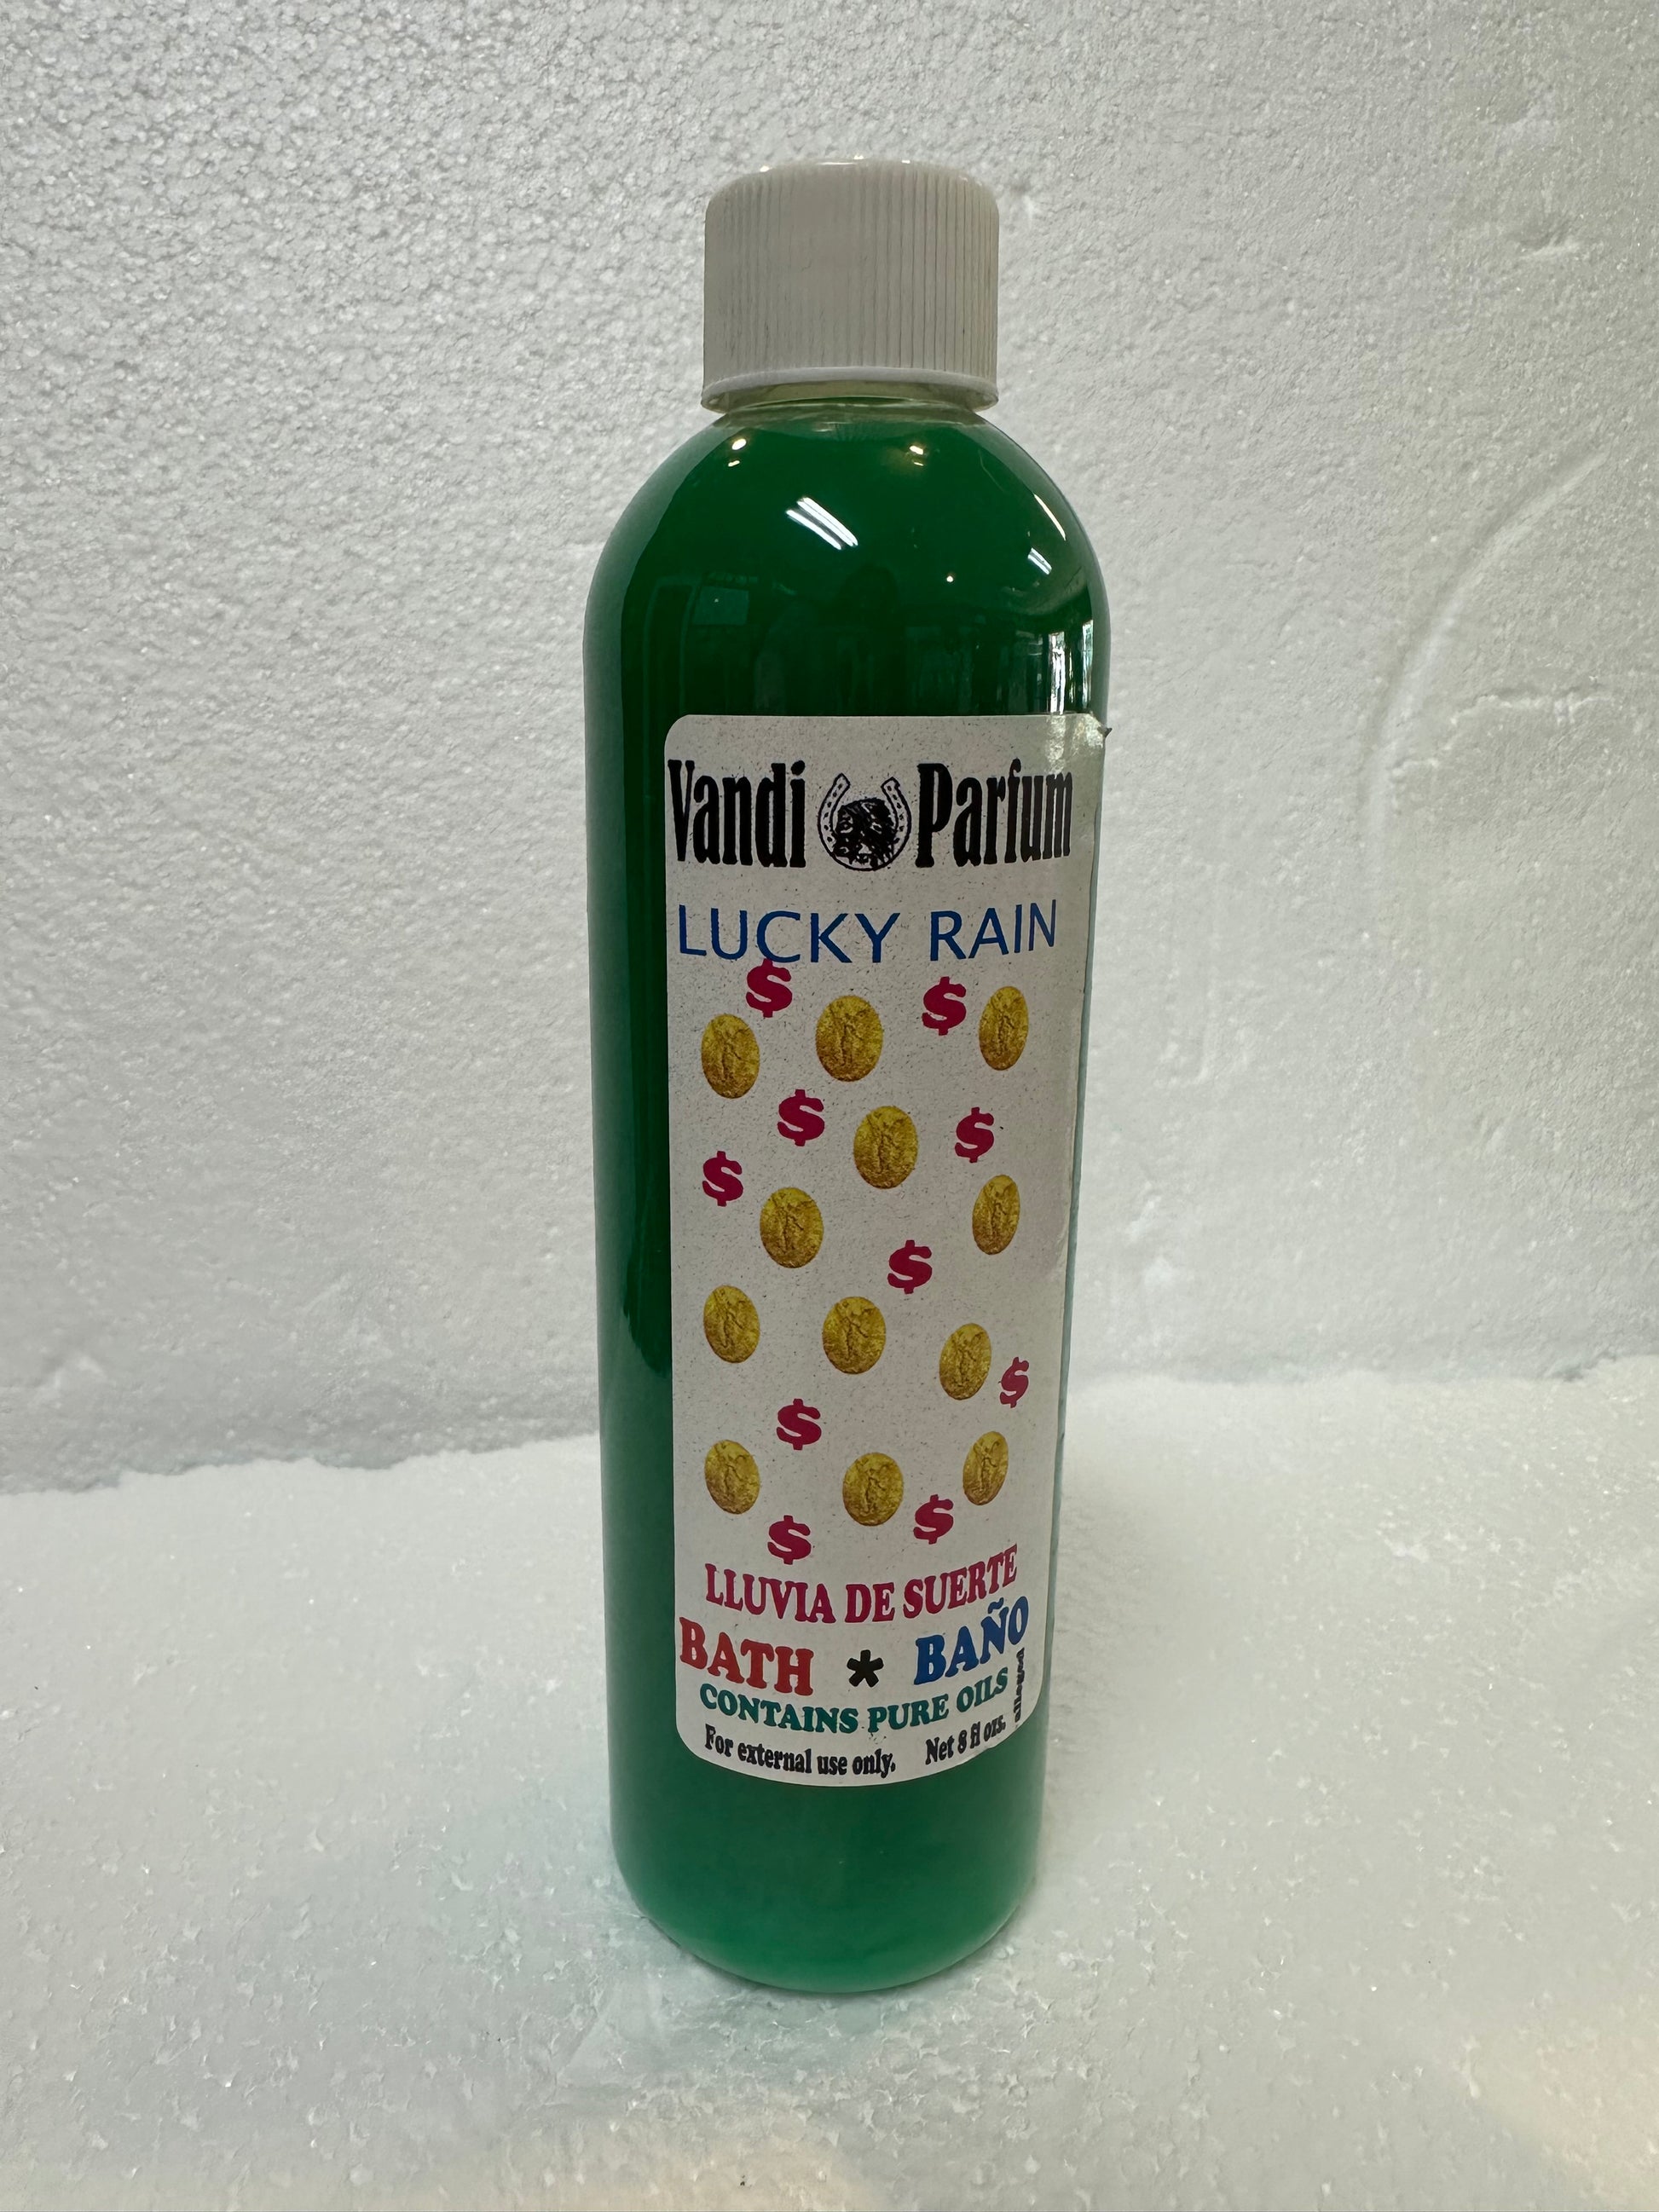 Vandi Parfum
LUCKY RAIN
$ $
$ $
$
$
$
$
$
$
LLUVIA DE SUERTE
BATH * BAÑO
CONTAINS PURE OILS
For external use only. Net 8 fl ozs.
alleged